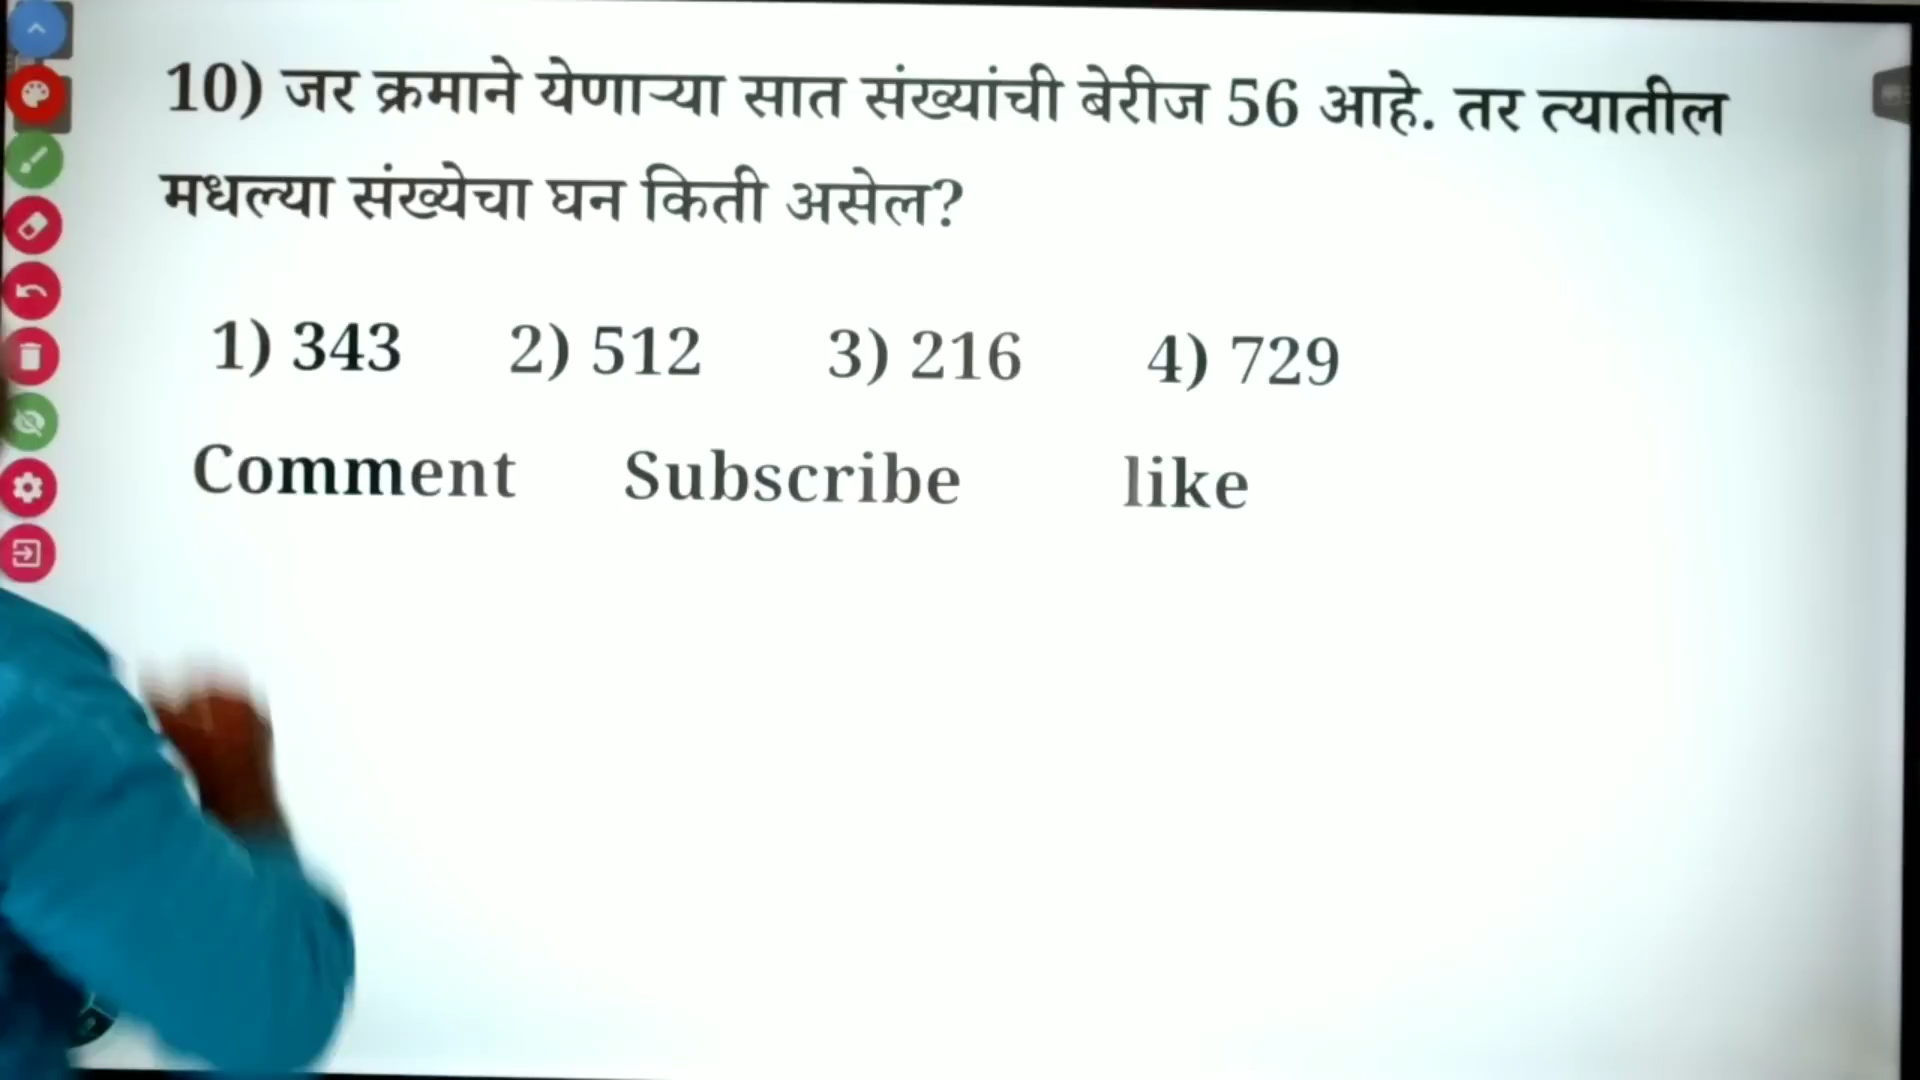 10) जर क्रमाने येणाऱ्या सात संख्यांची बेरीज 56 आहे. तर त्यातील
मधल्या संख्येचा घन किती असेल?
1) 343 2) 512 3) 216 4) 729
Comment Subscribe like